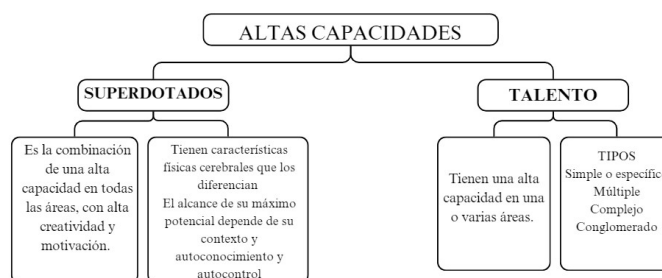 ALTAS CAPACIDADES
SUPERDOTADOS
TALENTO
Es la combinación
de una alta
capacidad en todas
las áreas, con alta
creatividad y
motivación.
Tienen características
físicas cerebrales que los
diferencian
El alcance de su máximo
potencial depende de su
contexto y
autoconocimiento y
autocontrol
Tienen una alta
capacidad en una
o varias áreas.
TIPOS
Simple o específico
Múltiple
Complejo
Conglomerado